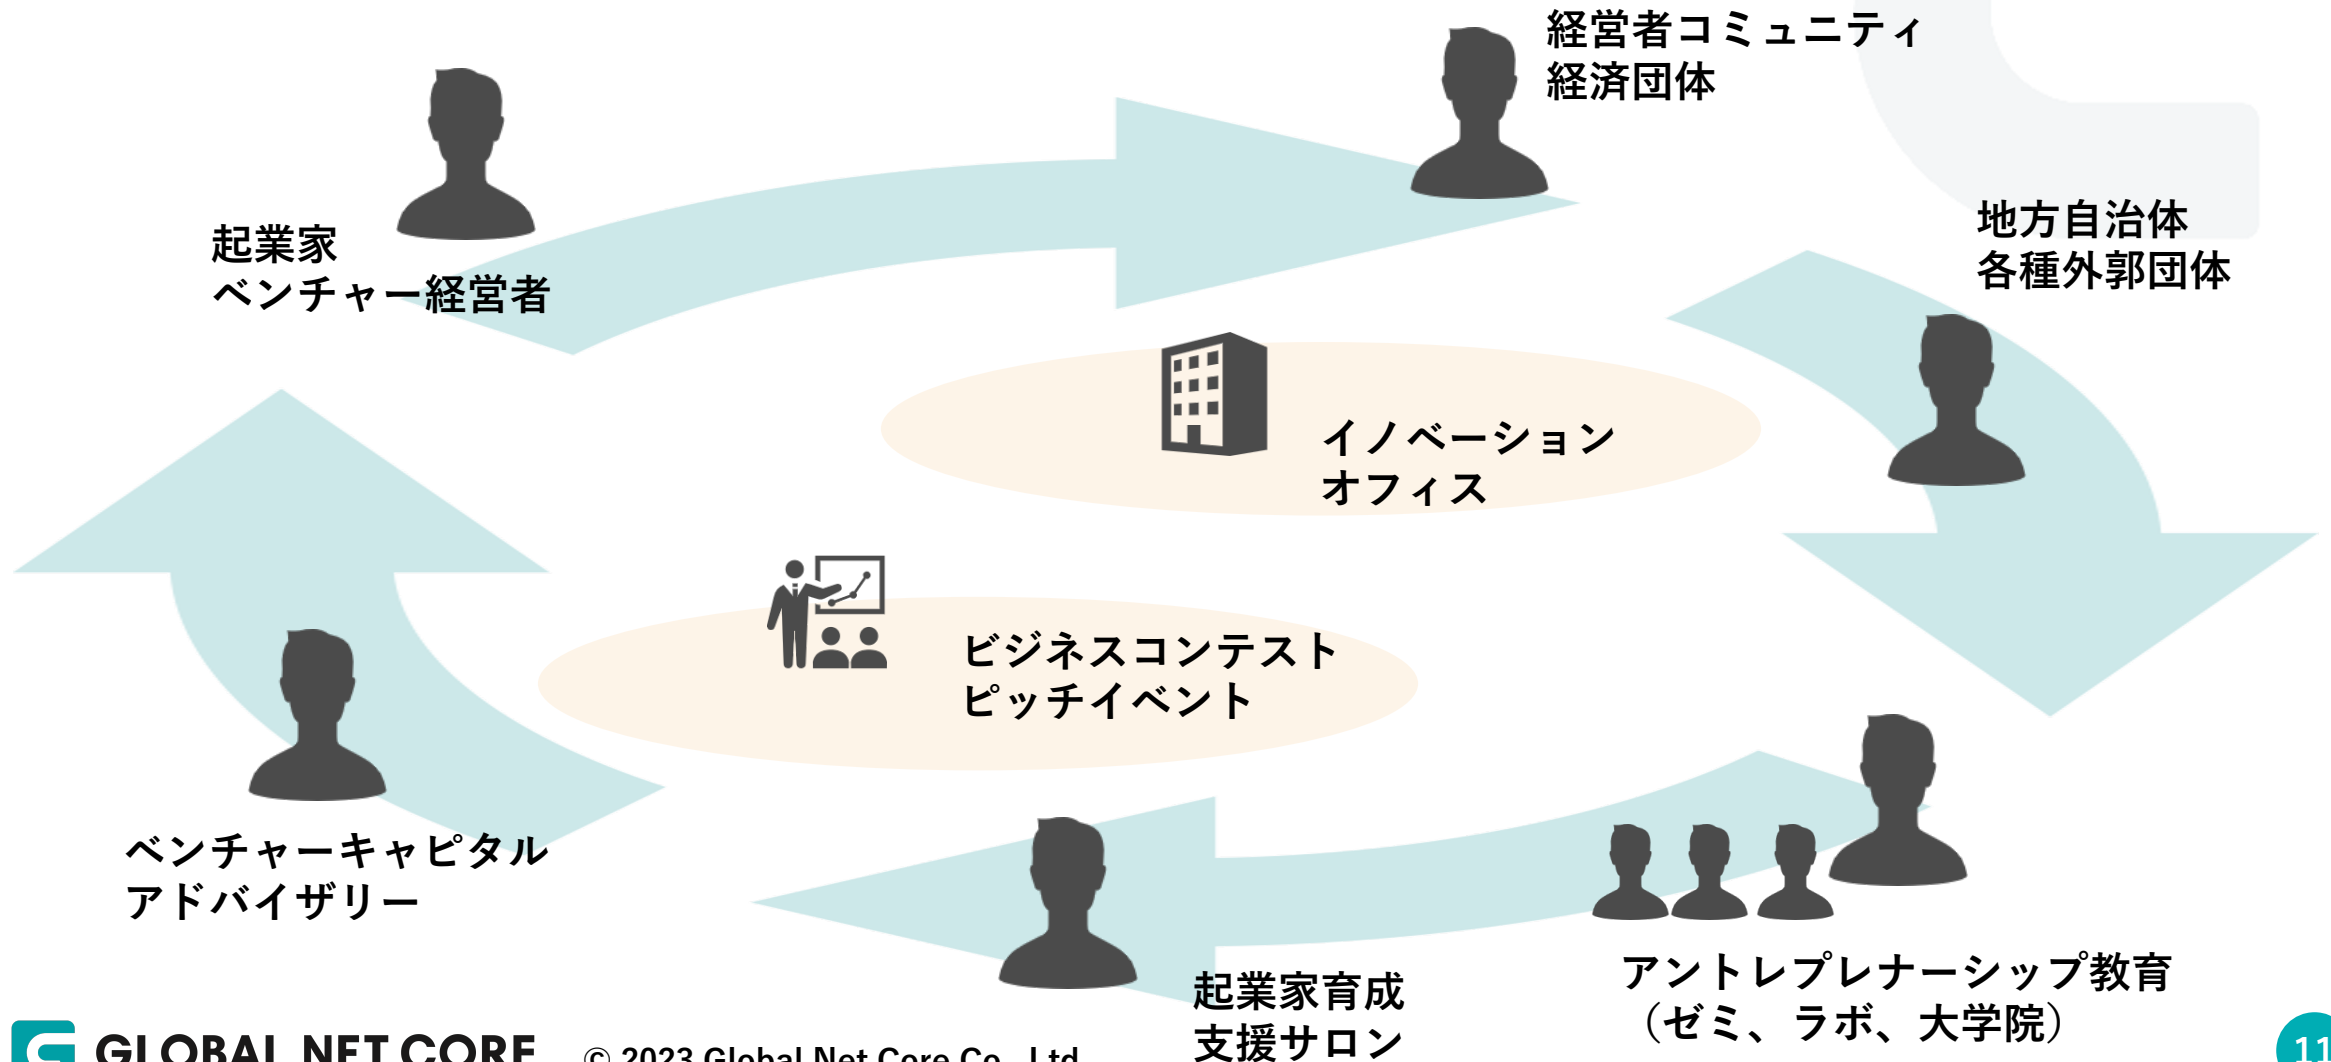 経営者コミュニティ
経済団体
起業家
ベンチャー経営者
地方自治体
各種外郭団体
イノベーション
オフィス
ビジネスコンテスト
ピッチイベント
ベンチャーキャピタル
アドバイザリー
アントレプレナーシップ教育
（ゼミ、ラボ、大学院）
起業家育成
支援サロン
GLOBAL NET CORE
© 2023 Global Net Core Co., Ltd.
11